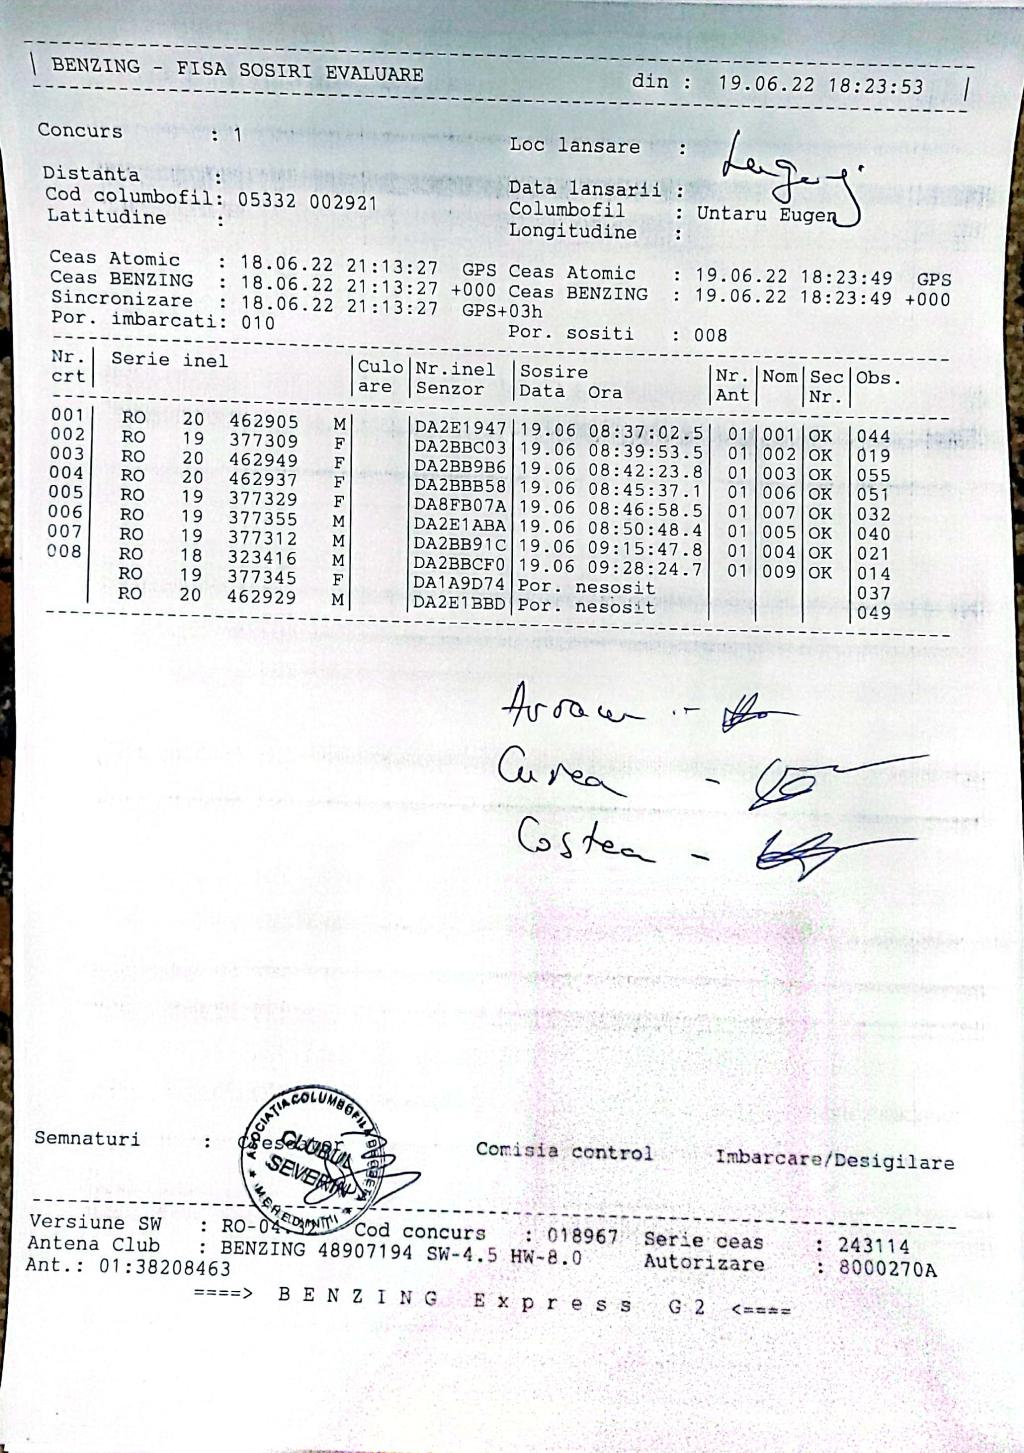 BENZING - FISA SOSIRI EVALUARE din : 19.06.22 18:23:53
Concurs : 1 Loc lansare :
Distanta : Data lansarii :
Cod columbofil: 05332 002921 Columbofil : Untaru Eugen
Latitudine : Longitudine :
Ceas Atomic : 18.06.22 21:13:27 GPS Ceas Atomic : 19.06.22 18:23:49 GPS
Ceas BENZING : 18.06.22 21:13:27 +000 Ceas BENZING : 19.06.22 18:23:49 +000
Sincronizare : 18.06.22 21:13:27 GPS+03h
Por. imbarcati: 010 Por. sositi : 008
Nr. Serie inel Culo Nr.inel Sosire Nr. Nom Sec Obs.
crt are Senzor Data Ora Ant Nr.
001 RO 20 462905 M DA2E1947 19.06 08:37:02.5 01 001 OK 044
002 RO 19 377309 F DA2BBC03 19.06 08:39:53.5 01 002 OK 019
003 RO 20 462949 F DA2BB9B6 19.06 08:42:23.8 01 003 OK 055
004 RO 20 462937 F DA2BBB58 19.06 08:45:37.1 01 006 OK 051
005 RO 19 377329 F DA8FB07A 19.06 08:46:58.5 01 007 OK 032
006 RO 19 377355 M DA2E1ABA 19.06 08:50:48.4 01 005 OK 040
007 RO 19 377312 M DA2BB91C 19.06 09:15:47.8 01 004 OK 021
008 RO 18 323416 M DA2BBCF0 19.06 09:28:24.7 01 009 OK 014
RO 19 377345 F DA1A9D74 Por. nesosit 037
RO 20 462929 M DA2E1BBD Por. nesosit 049
Avram -
Curea -
Costea -
Semnaturi : Crescator Comisia control Imbarcare/Desigilare
CLUBUL
SEVERIN
MEHEDINTI
Versiune SW : RO-04. Cod concurs : 018967 Serie ceas : 243114
Antena Club : BENZING 48907194 SW-4.5 HW-8.0 Autorizare : 8000270A
Ant.: 01:38208463
====> BENZING Express G2 <====